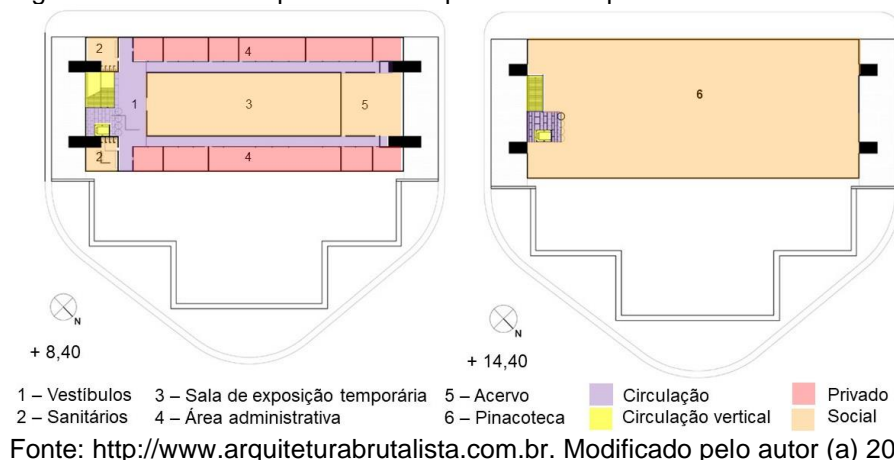 2 4
1 3 5
2 4
6
N
+ 8,40
N
+ 14,40
1 – Vestíbulos 3 – Sala de exposição temporária 5 – Acervo Circulação Privado
2 – Sanitários 4 – Área administrativa 6 – Pinacoteca Circulação vertical Social
Fonte: http://www.arquiteturabrutalista.com.br. Modificado pelo autor (a) 20